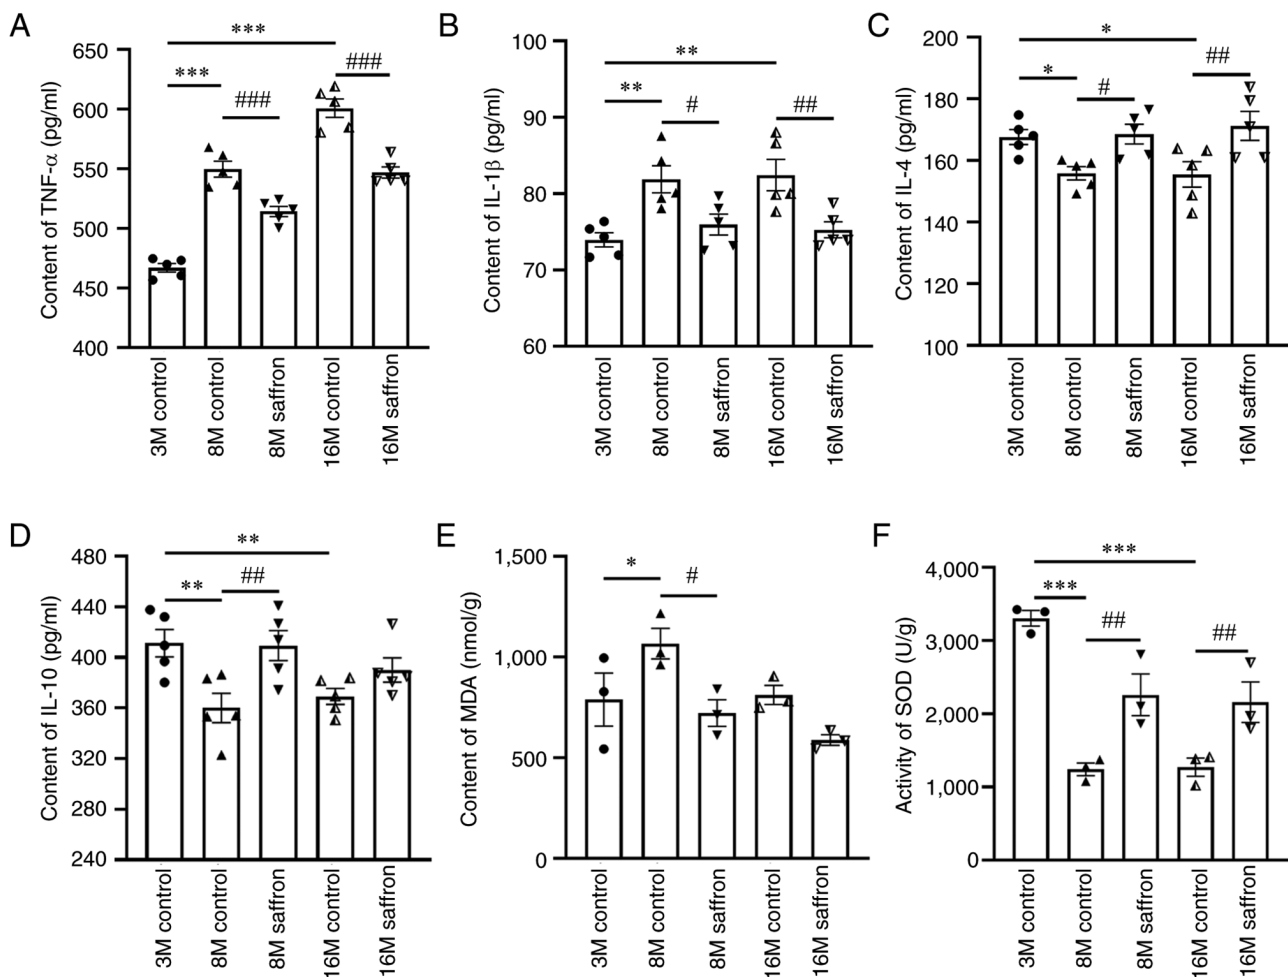 A
Content of TNF-α (pg/ml)
650
600
550
500
450
400
***
***
###
###
3M control
8M control
8M saffron
16M control
16M saffron
B
Content of IL-1β (pg/ml)
100
90
80
70
60
**
**
#
##
3M control
8M control
8M saffron
16M control
16M saffron
C
Content of IL-4 (pg/ml)
200
180
160
140
120
100
*
*
#
##
3M control
8M control
8M saffron
16M control
16M saffron
D
Content of IL-10 (pg/ml)
480
440
400
360
320
280
240
**
**
##
3M control
8M control
8M saffron
16M control
16M saffron
E
Content of MDA (nmol/g)
1,500
1,000
500
0
*
#
3M control
8M control
8M saffron
16M control
16M saffron
F
Activity of SOD (U/g)
4,000
3,000
2,000
1,000
0
***
***
##
##
3M control
8M control
8M saffron
16M control
16M saffron